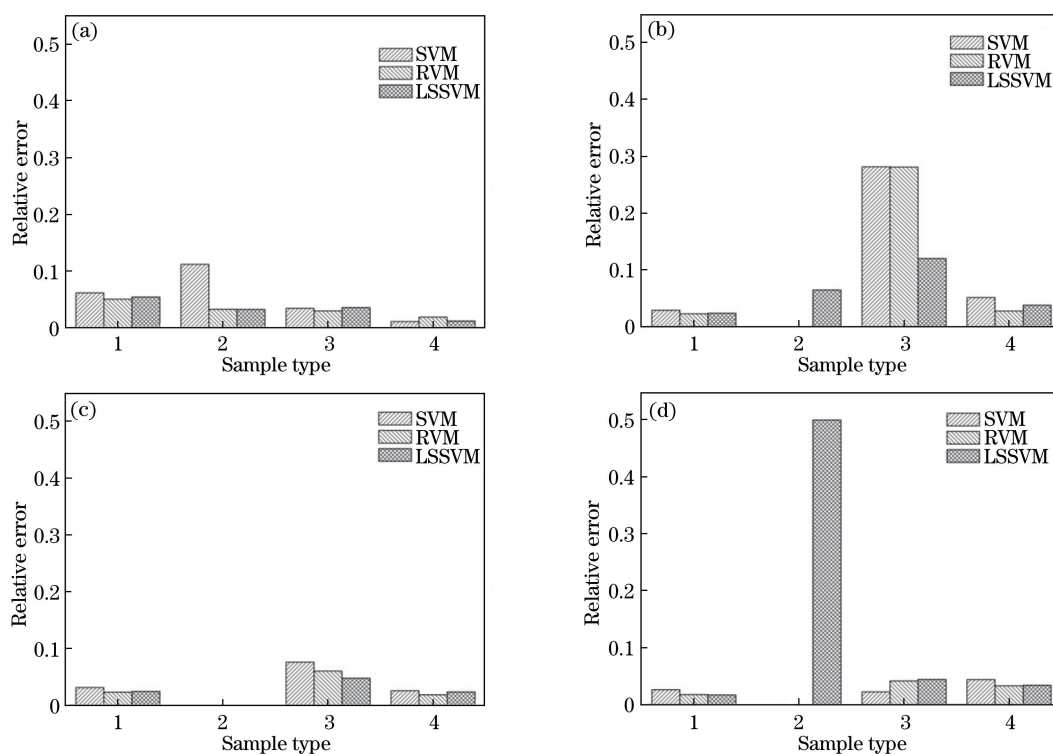 (a)
SVM
RVM
LSSVM
0.5
0.4
0.3
0.2
0.1
0
Relative error
1 2 3 4
Sample type
(b)
SVM
RVM
LSSVM
0.5
0.4
0.3
0.2
0.1
0
Relative error
1 2 3 4
Sample type
(c)
SVM
RVM
LSSVM
0.5
0.4
0.3
0.2
0.1
0
Relative error
1 2 3 4
Sample type
(d)
SVM
RVM
LSSVM
0.5
0.4
0.3
0.2
0.1
0
Relative error
1 2 3 4
Sample type